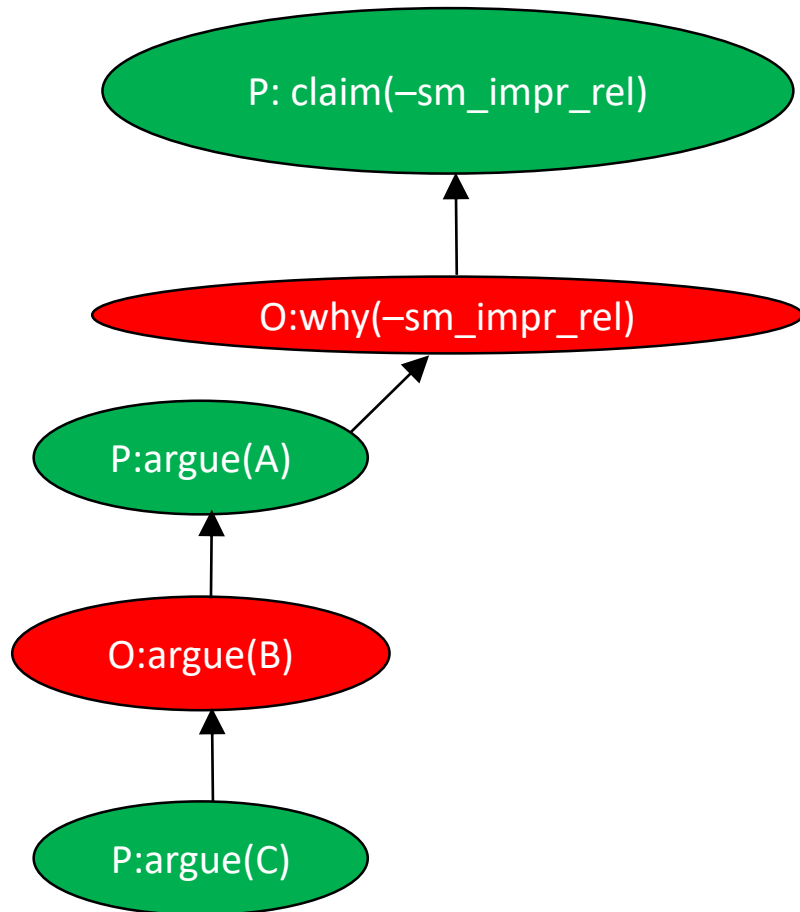 P: claim(–sm_impr_rel)
O:why(–sm_impr_rel)
P:argue(A)
O:argue(B)
P:argue(C)